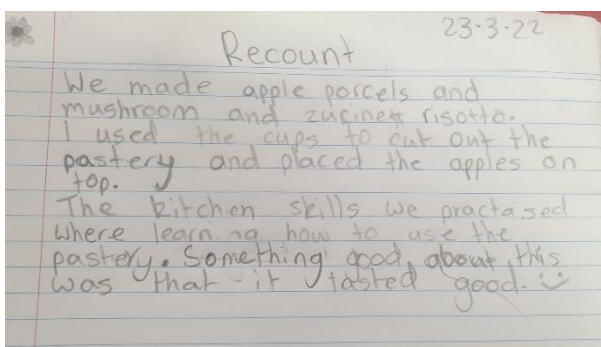 23-3-22
Recount
We made apple porcels and
mushroom and zucinett risotto.
I used the cups to cut out the
pastery and placed the apples on
top.
The kitchen skills we practaised
where learning how to use the
pastery. Something good about this
was that it tasted good. :)